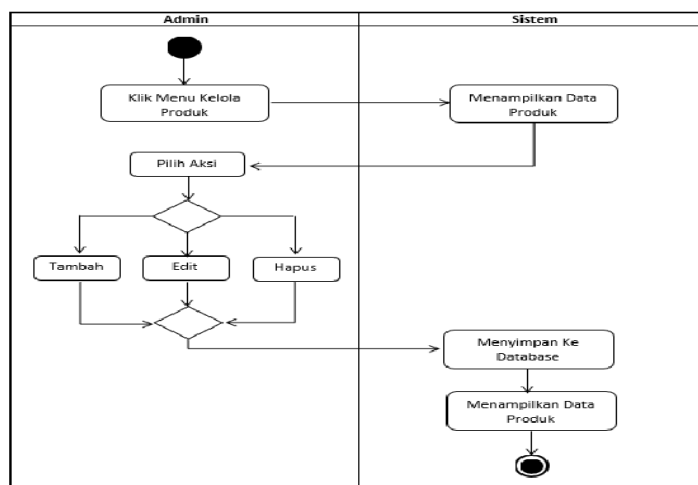 Admin
Sistem
Klik Menu Kelola
Produk
Menampilkan Data
Produk
Pilih Aksi
Tambah
Edit
Hapus
Menyimpan Ke
Database
Menampilkan Data
Produk